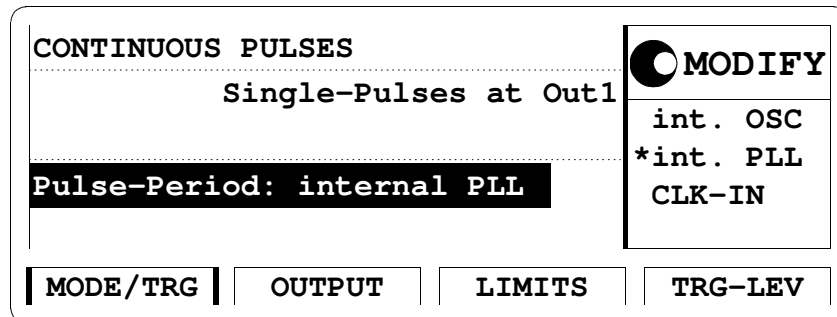 CONTINUOUS PULSES
Single-Pulses at Out1
Pulse-Period: internal PLL
MODIFY
int. OSC
*int. PLL
CLK-IN
MODE/TRG
OUTPUT
LIMITS
TRG-LEV